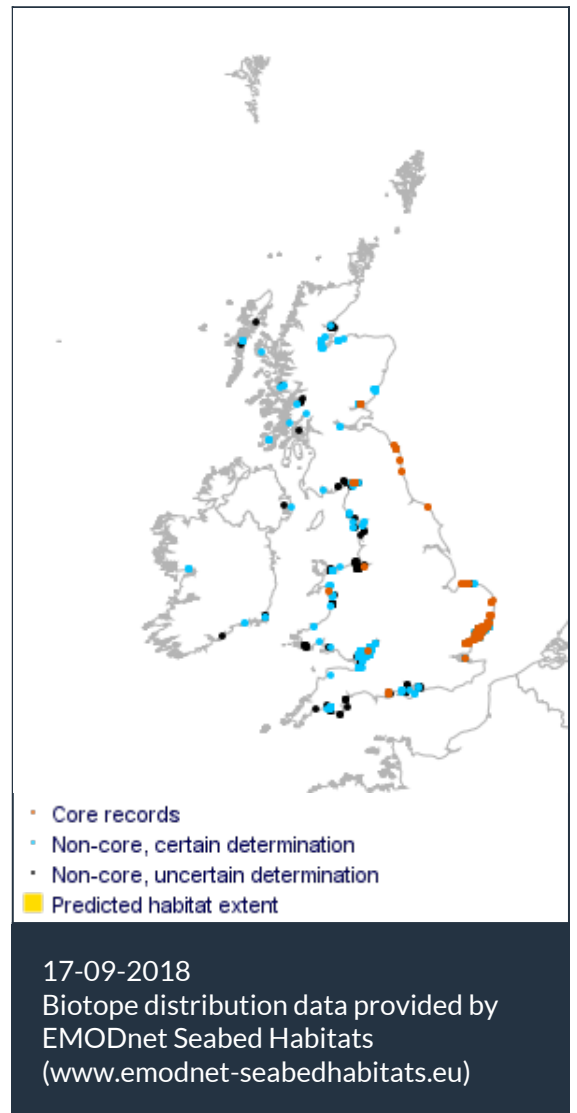 Core records
Non-core, certain determination
Non-core, uncertain determination
Predicted habitat extent
17-09-2018
Biotope distribution data provided by
EMODnet Seabed Habitats
(www.emodnet-seabedhabitats.eu)